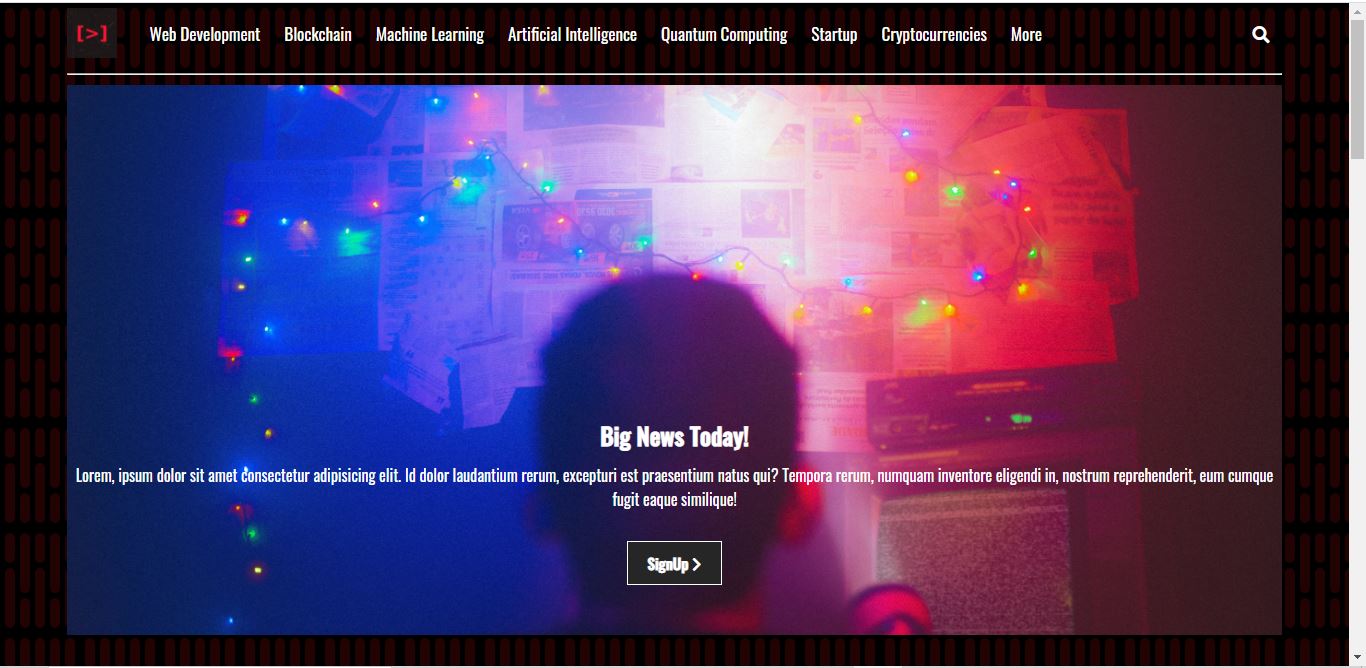 [>]
Web Development Blockchain Machine Learning Artificial Intelligence Quantum Computing Startup Cryptocurrencies More
Big News Today!
Lorem, ipsum dolor sit amet consectetur adipisicing elit. Id dolor laudantium rerum, excepturi est praesentium natus qui? Tempora rerum, numquam inventore eligendi in, nostrum reprehenderit, eum cumque
fugit eaque similique!
SignUp >